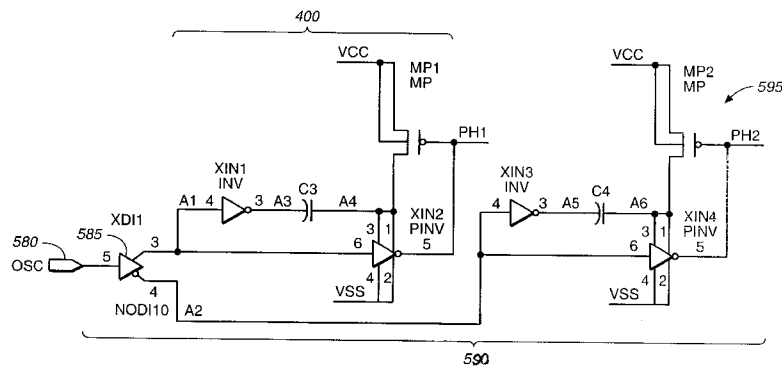 400
VCC
MP1
MP
PH1
VCC
MP2
MP
595
PH2
XIN1
INV
A1
4
3
A3
C3
A4
3
1
XIN2
PINV
6
5
4
2
VSS
XIN3
INV
4
3
A5
C4
A6
3
1
XIN4
PINV
6
5
4
2
VSS
XDI1
580
585
OSC
5
3
4
NODI10
A2
590